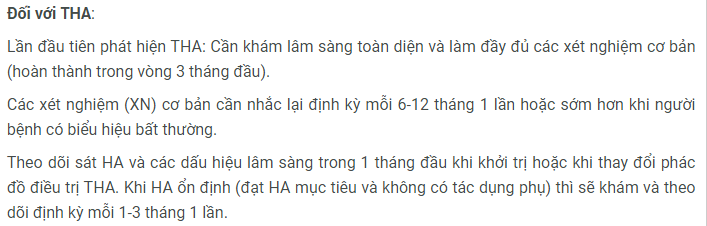 Đối với THA:
Lần đầu tiên phát hiện THA: Cần khám lâm sàng toàn diện và làm đầy đủ các xét nghiệm cơ bản
(hoàn thành trong vòng 3 tháng đầu).
Các xét nghiệm (XN) cơ bản cần nhắc lại định kỳ mỗi 6-12 tháng 1 lần hoặc sớm hơn khi người
bệnh có biểu hiệu bất thường.
Theo dõi sát HA và các dấu hiệu lâm sàng trong 1 tháng đầu khi khởi trị hoặc khi thay đổi phác
đồ điều trị THA. Khi HA ổn định (đạt HA mục tiêu và không có tác dụng phụ) thì sẽ khám và theo
dõi định kỳ mỗi 1-3 tháng 1 lần.